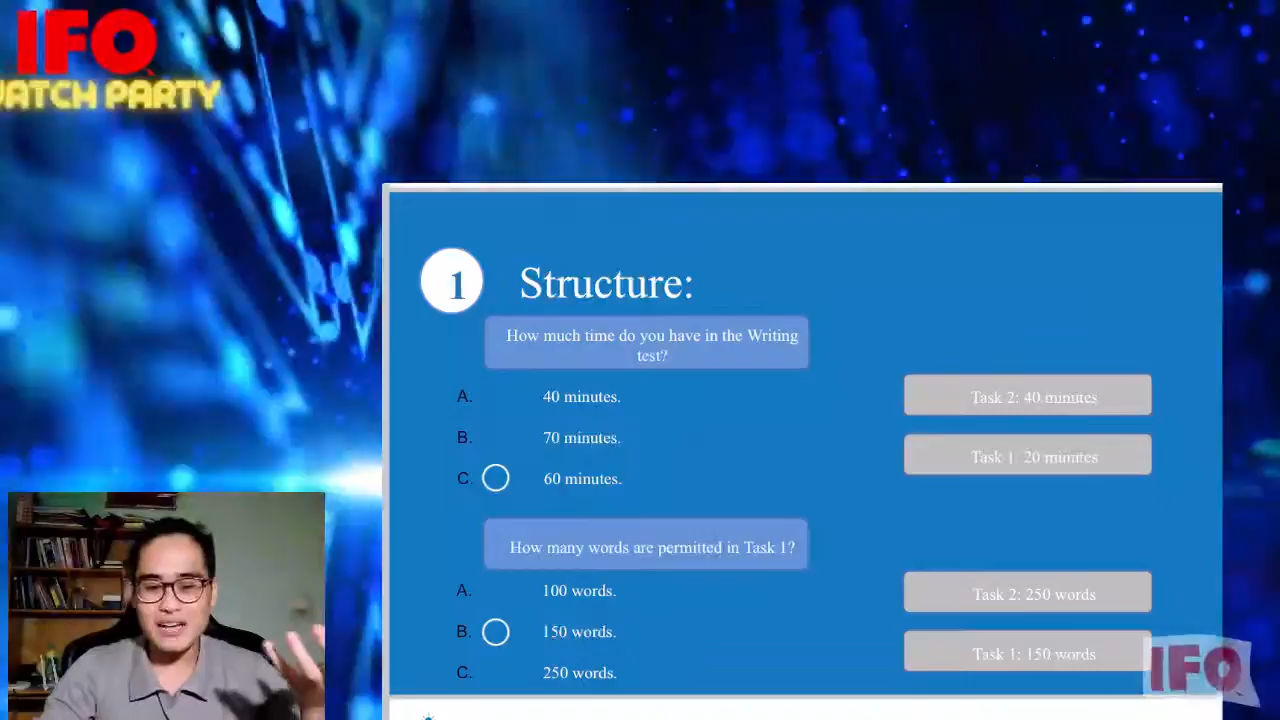 IFO
WATCH PARTY
1 Structure:
How much time do you have in the Writing
test?
A. 40 minutes.
B. 70 minutes.
C. 60 minutes.
Task 2: 40 minutes
Task 1: 20 minutes
How many words are permitted in Task 1?
A. 100 words.
B. 150 words.
C. 250 words.
Task 2: 250 words
Task 1: 150 words
IFO